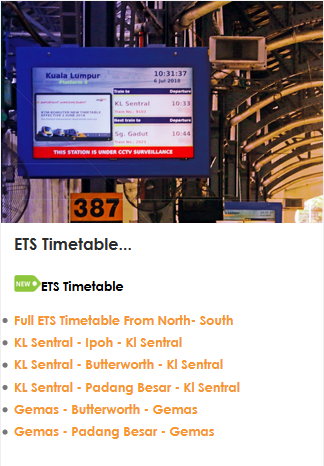 Kuala Lumpur
10:31:37
6 Jul 2018
Train to Departure
KL Sentral 10:33
Next train to Departure
Sg. Gadut 10:44
THIS STATION IS UNDER CCTV SURVEILLANCE
387
ETS Timetable...
NEW ETS Timetable
Full ETS Timetable From North- South
KL Sentral - Ipoh - Kl Sentral
KL Sentral - Butterworth - Kl Sentral
KL Sentral - Padang Besar - Kl Sentral
Gemas - Butterworth - Gemas
Gemas - Padang Besar - Gemas